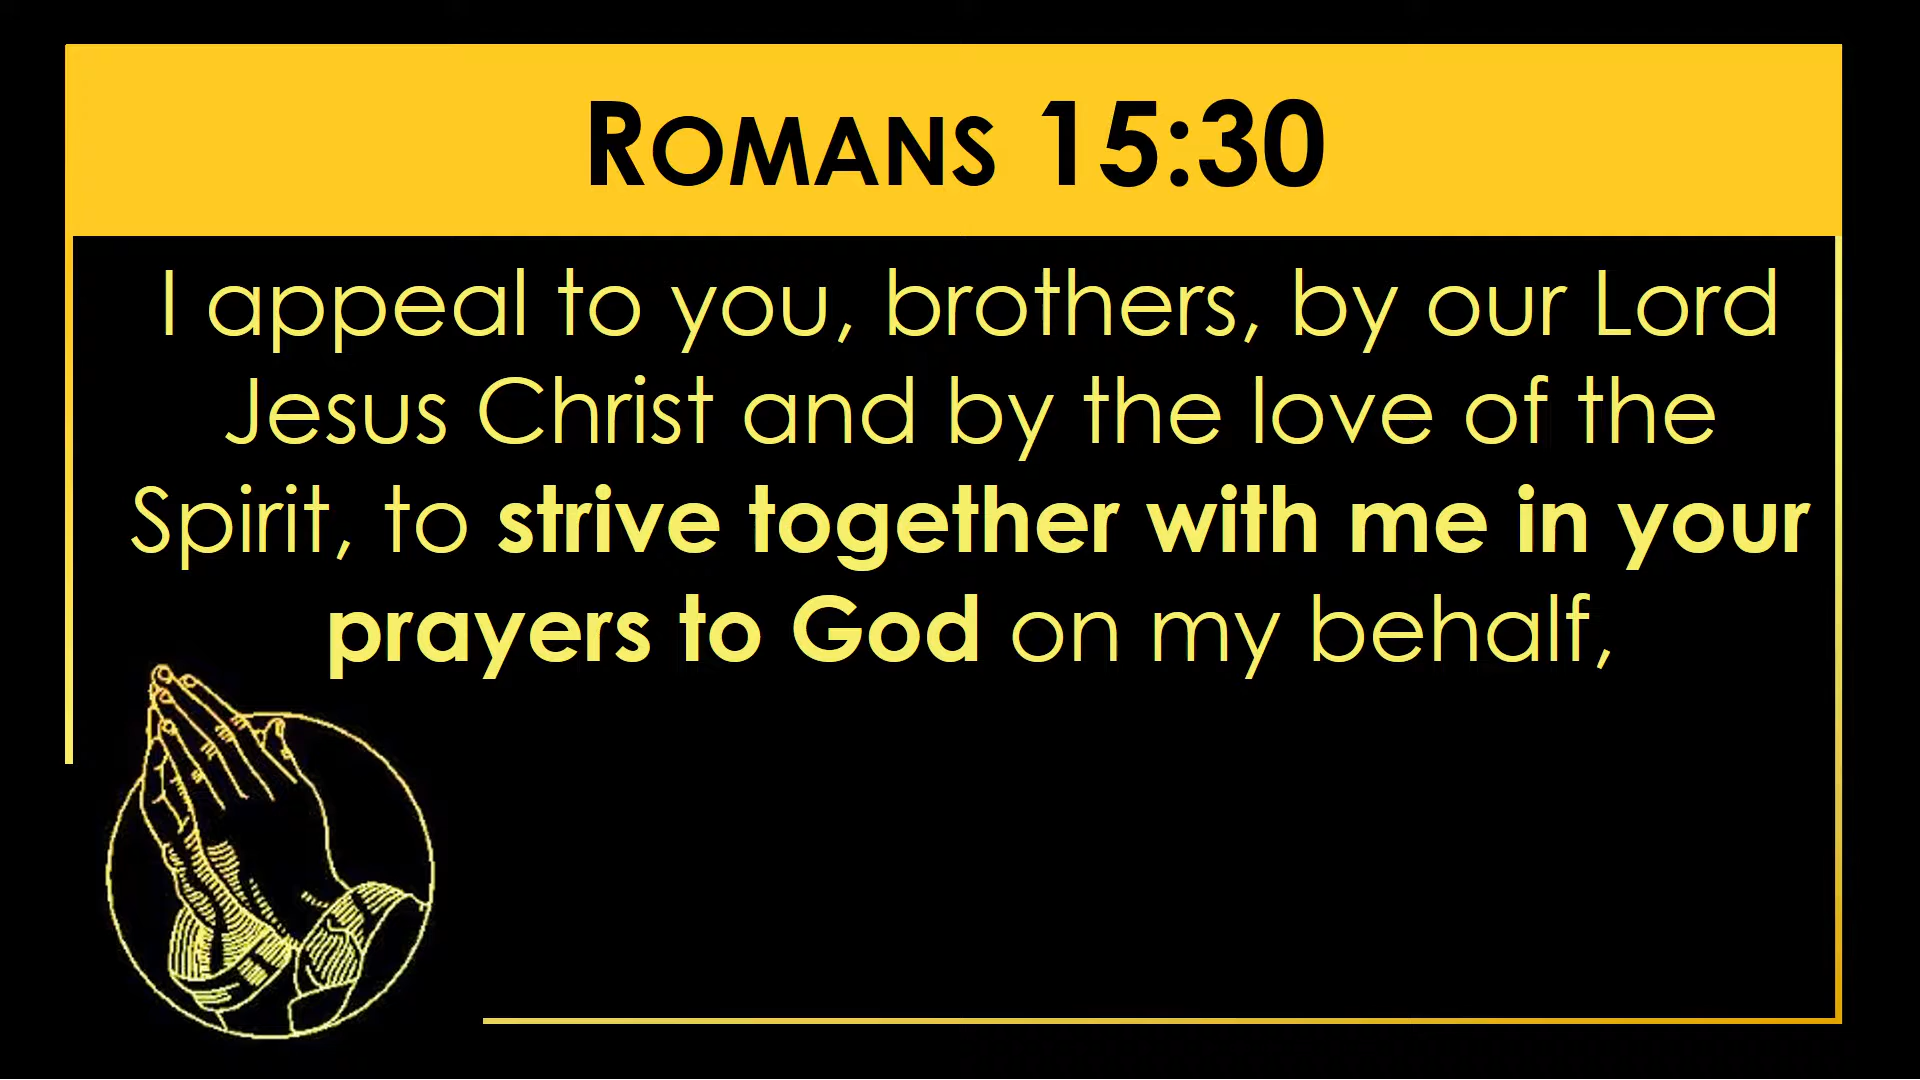 ROMANS 15:30
I appeal to you, brothers, by our Lord
Jesus Christ and by the love of the
Spirit, to strive together with me in your
prayers to God on my behalf,